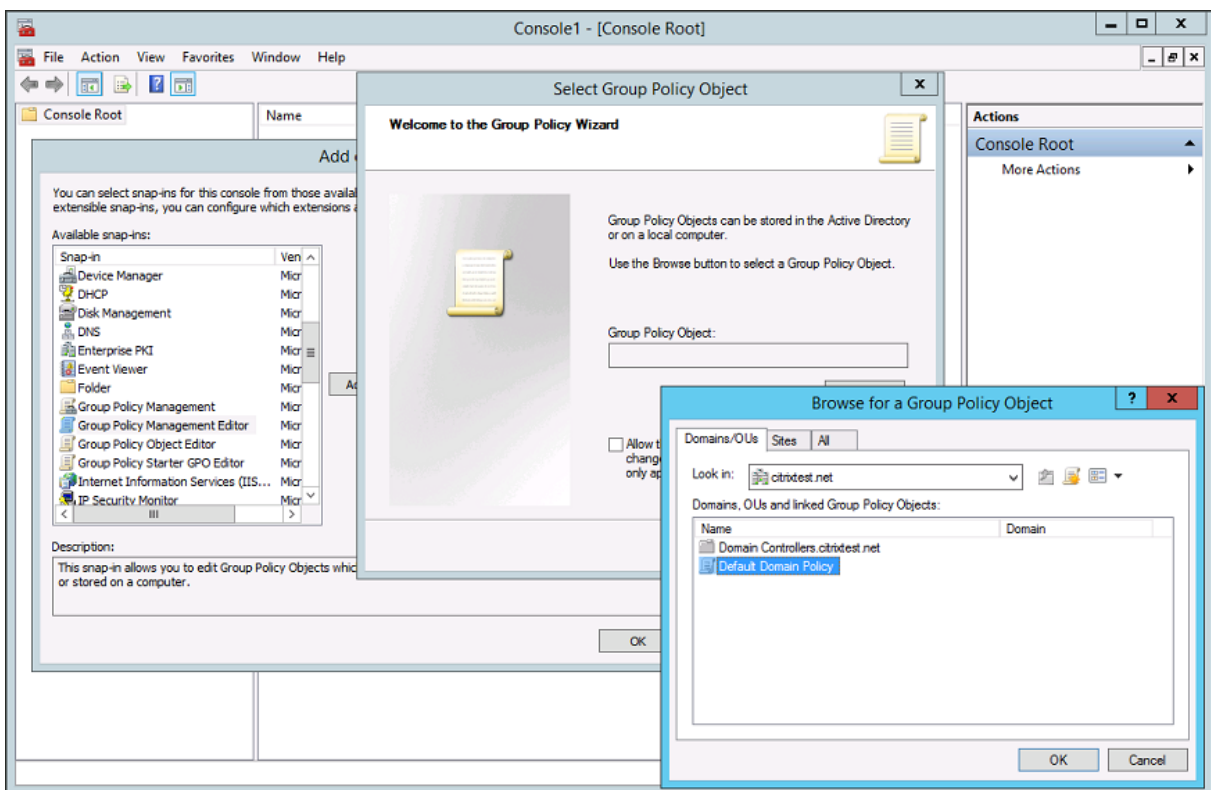 Console1 - [Console Root]
File Action View Favorites Window Help
Console Root
Name
Actions
Console Root
More Actions
Add
You can select snap-ins for this console from those
extensible snap-ins, you can configure which extensions
Available snap-ins:
Snap-in Ven
Device Manager Micr
DHCP Micr
Disk Management Micr
DNS Micr
Enterprise PKI Micr
Event Viewer Micr
Folder Micr
Group Policy Management Micr
Group Policy Management Editor Micr
Group Policy Object Editor Micr
Group Policy Starter GPO Editor Micr
Internet Information Services (IIS... Micr
IP Security Monitor Micr
Description:
This snap-in allows you to edit Group Policy Objects whic
or stored on a computer.
OK
Select Group Policy Object
Welcome to the Group Policy Wizard
Group Policy Objects can be stored in the Active Directory
or on a local computer.
Use the Browse button to select a Group Policy Object.
Group Policy Object:
Allow t
change
only ap
Browse for a Group Policy Object
Domains/OUs Sites All
Look in: citrixtest.net
Domains, OUs and linked Group Policy Objects:
Name Domain
Domain Controllers.citrixtest.net
Default Domain Policy
OK Cancel